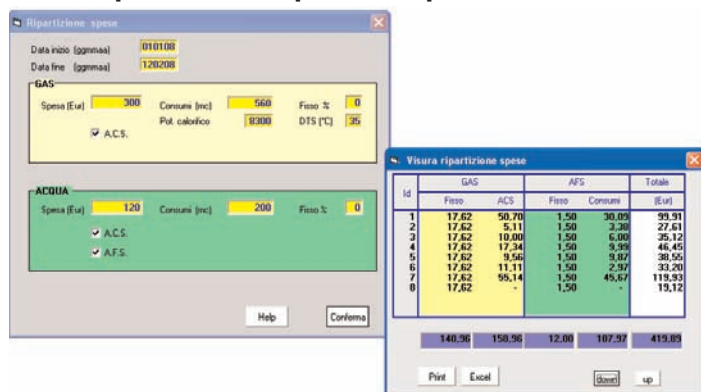 Ripartizione spese
Data inizio (ggmmaa) 010108
Data fine (ggmmaa) 120208
GAS
Spesa (Eur) 300 Consumi (mc) 560 Fisso % 0
Pot. calorifico 8300 DTS (°C) 35
A.C.S.
ACQUA
Spesa (Eur) 120 Consumi (mc) 200 Fisso % 0
A.C.S.
A.F.S.
Help Conferma
Visura ripartizione spese
Id GAS AFS Totale
Fisso ACS Fisso Consumi (Eur)
1 17,62 50,70 1,50 30,09 99,91
2 17,62 5,11 1,50 3,38 27,61
3 17,62 10,00 1,50 6,00 35,12
4 17,62 17,34 1,50 9,99 46,45
5 17,62 9,56 1,50 9,87 38,55
6 17,62 11,11 1,50 2,97 33,20
7 17,62 55,14 1,50 45,67 119,93
8 17,62 - 1,50 - 19,12
140,96 158,96 12,00 107,97 419,89
Print Excel down up